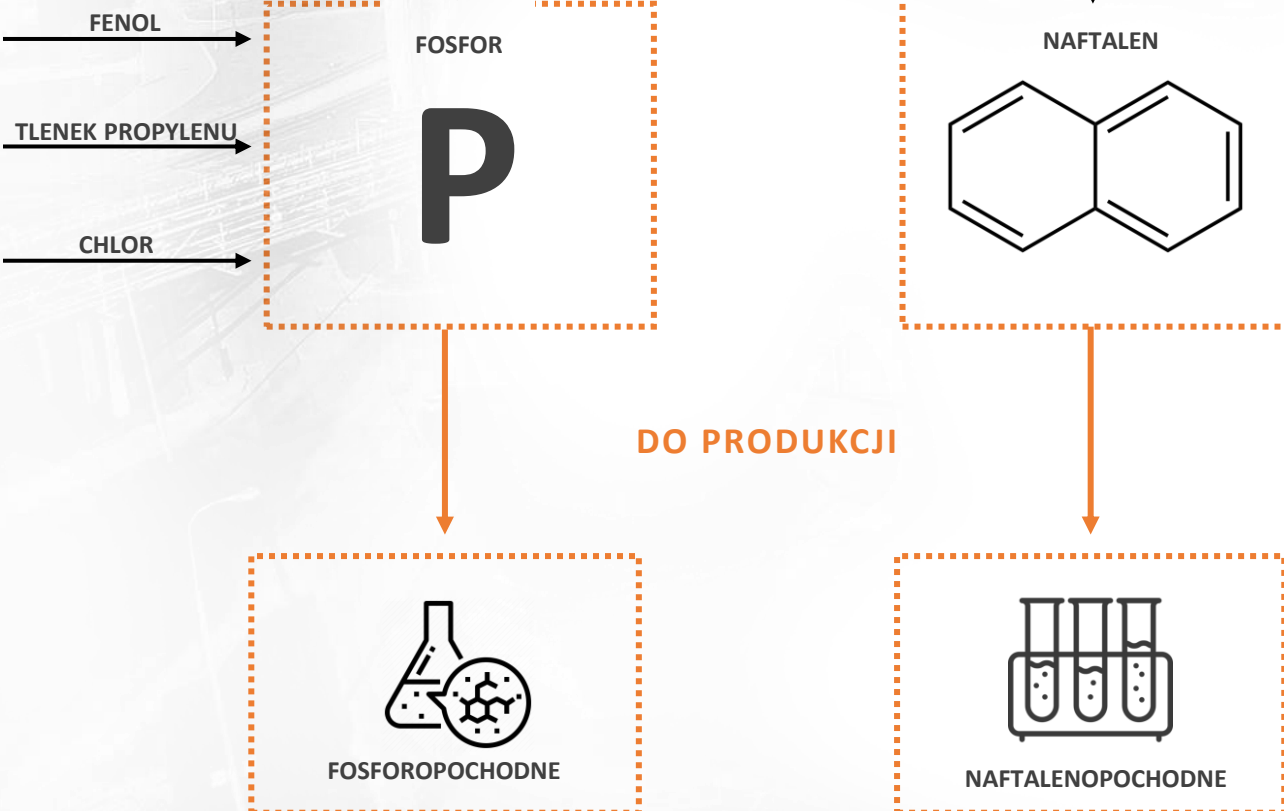 FENOL
FOSFOR
NAFTALEN
TLENEK PROPYLENU
P
CHLOR
DO PRODUKCJI
FOSFOROPOCHODNE
NAFTALENOPOCHODNE